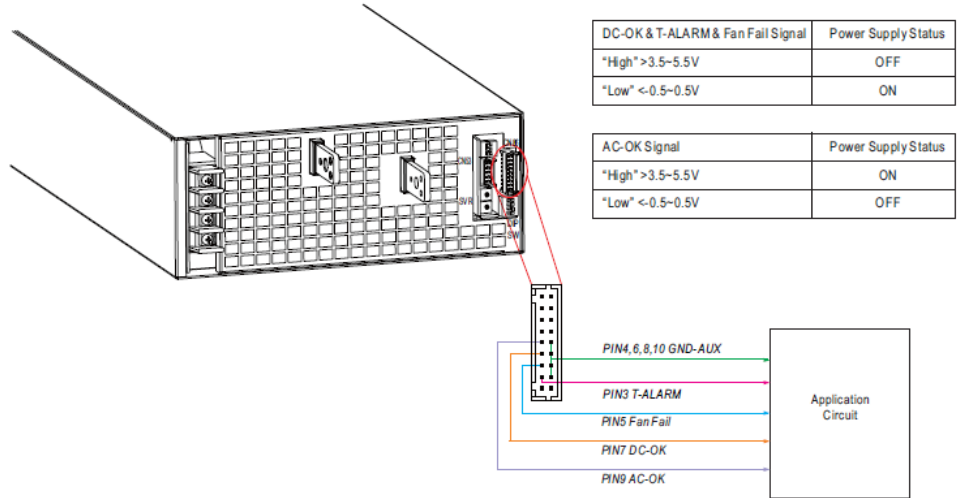 DC-OK & T-ALARM & Fan Fail Signal Power Supply Status
“High” >3.5~5.5V OFF
“Low” <-0.5~0.5V ON
AC-OK Signal Power Supply Status
“High” >3.5~5.5V ON
“Low” <-0.5~0.5V OFF
SVR
SW
PIN4,6,8,10 GND-AUX
PIN3 T-ALARM
PIN5 Fan Fail
PIN7 DC-OK
PIN9 AC-OK
Application
Circuit